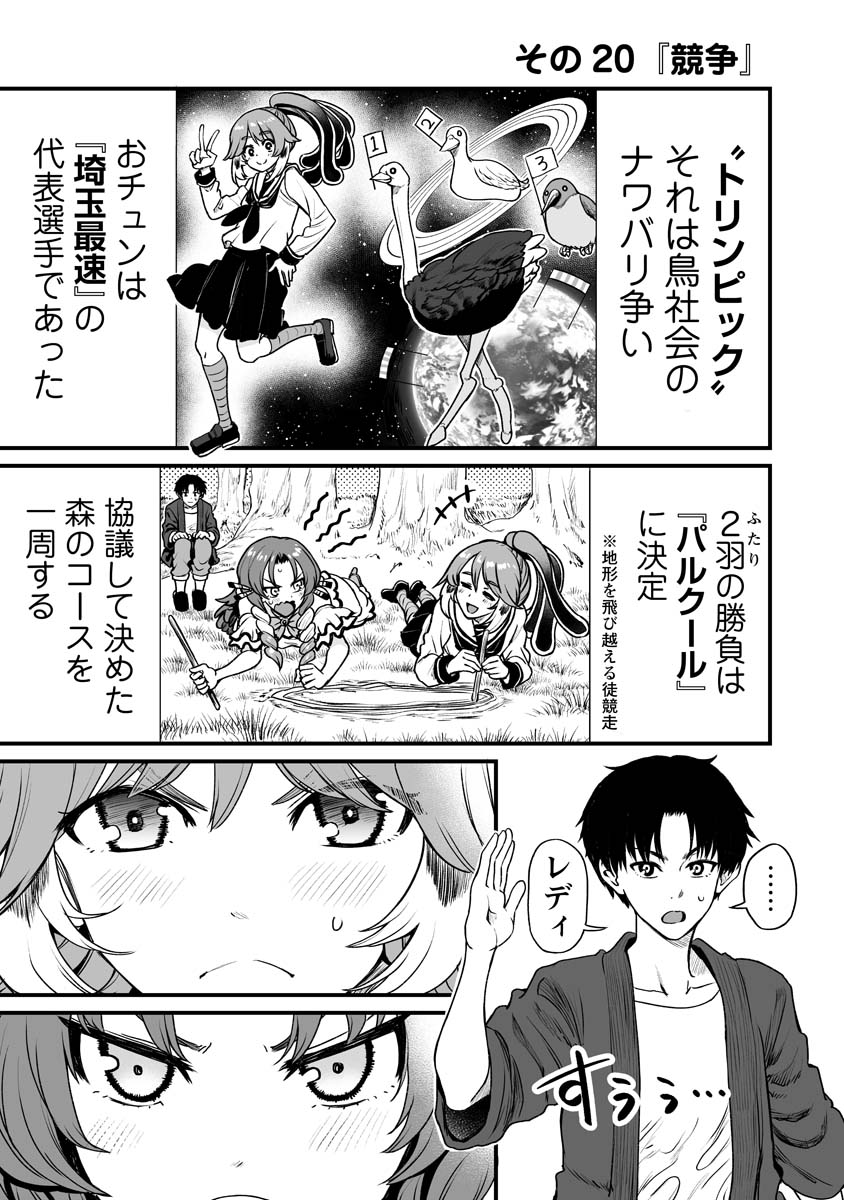 その20『競争』
〝トリンピック〟
それは鳥社会の
ナワバリ争い
1
2
3
おチュンは
『埼玉最速』の
代表選手であった
2羽の勝負は
ふたり
『パルクール』
に決定
※地形を飛び越える徒競走
協議して決めた
森のコースを
一周する
……
レディ
すうぅ…